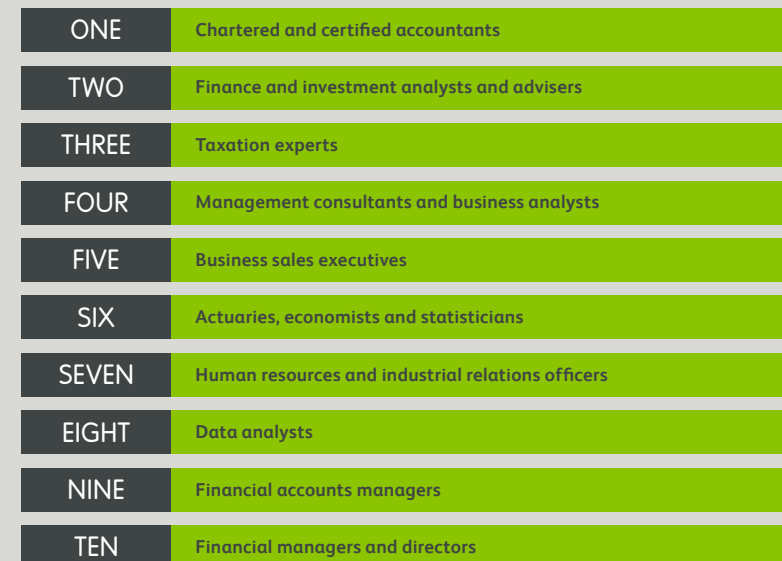 ONE Chartered and certified accountants
TWO Finance and investment analysts and advisers
THREE Taxation experts
FOUR Management consultants and business analysts
FIVE Business sales executives
SIX Actuaries, economists and statisticians
SEVEN Human resources and industrial relations officers
EIGHT Data analysts
NINE Financial accounts managers
TEN Financial managers and directors